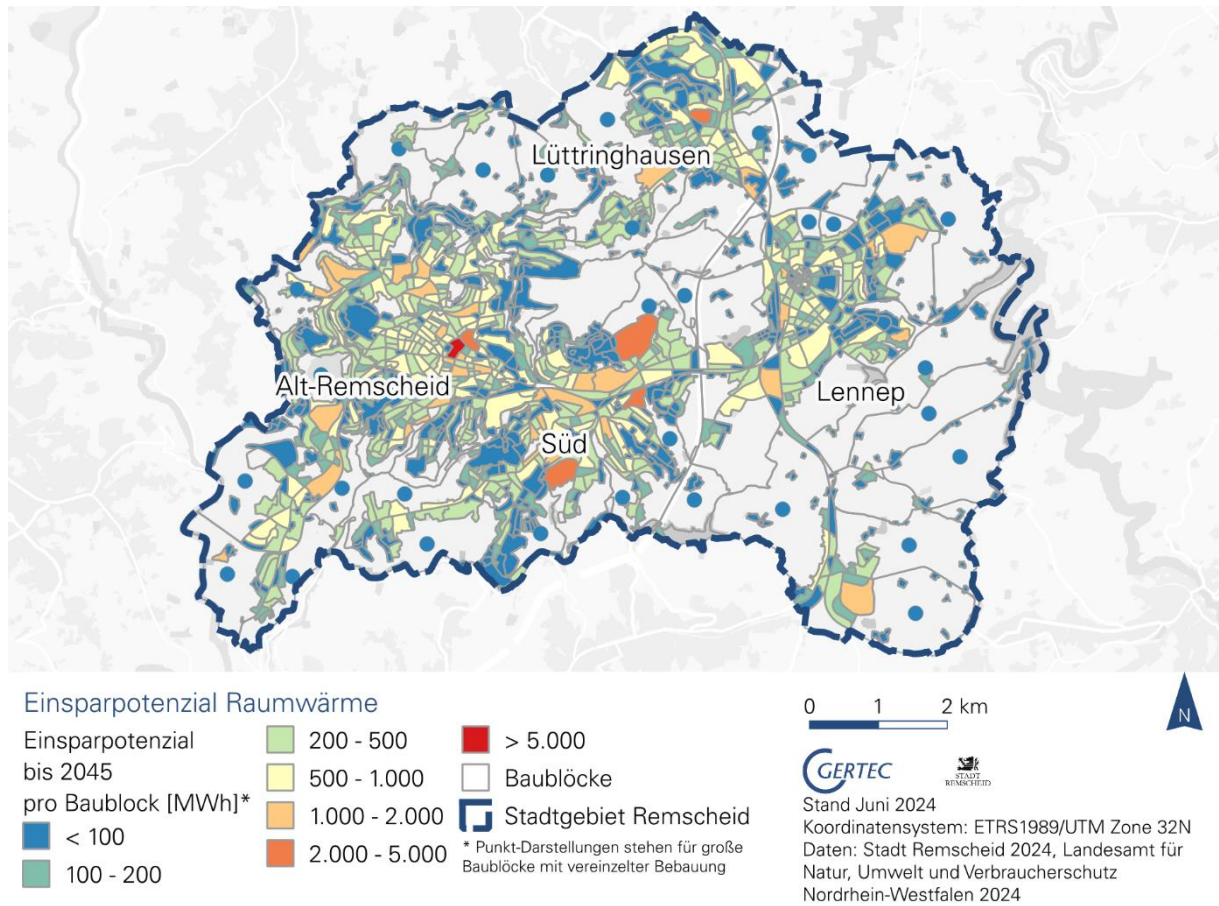 Lüttringhausen
Alt-Remscheid
Lennep
Süd
Einsparpotenzial Raumwärme
Einsparpotenzial
bis 2045
pro Baublock [MWh]*
< 100
100 - 200
200 - 500
500 - 1.000
1.000 - 2.000
2.000 - 5.000
> 5.000
Baublöcke
Stadtgebiet Remscheid
* Punkt-Darstellungen stehen für große
Baublöcke mit vereinzelter Bebauung
0 1 2 km
N
GERTEC
STADT
REMSCHEID
Stand Juni 2024
Koordinatensystem: ETRS1989/UTM Zone 32N
Daten: Stadt Remscheid 2024, Landesamt für
Natur, Umwelt und Verbraucherschutz
Nordrhein-Westfalen 2024